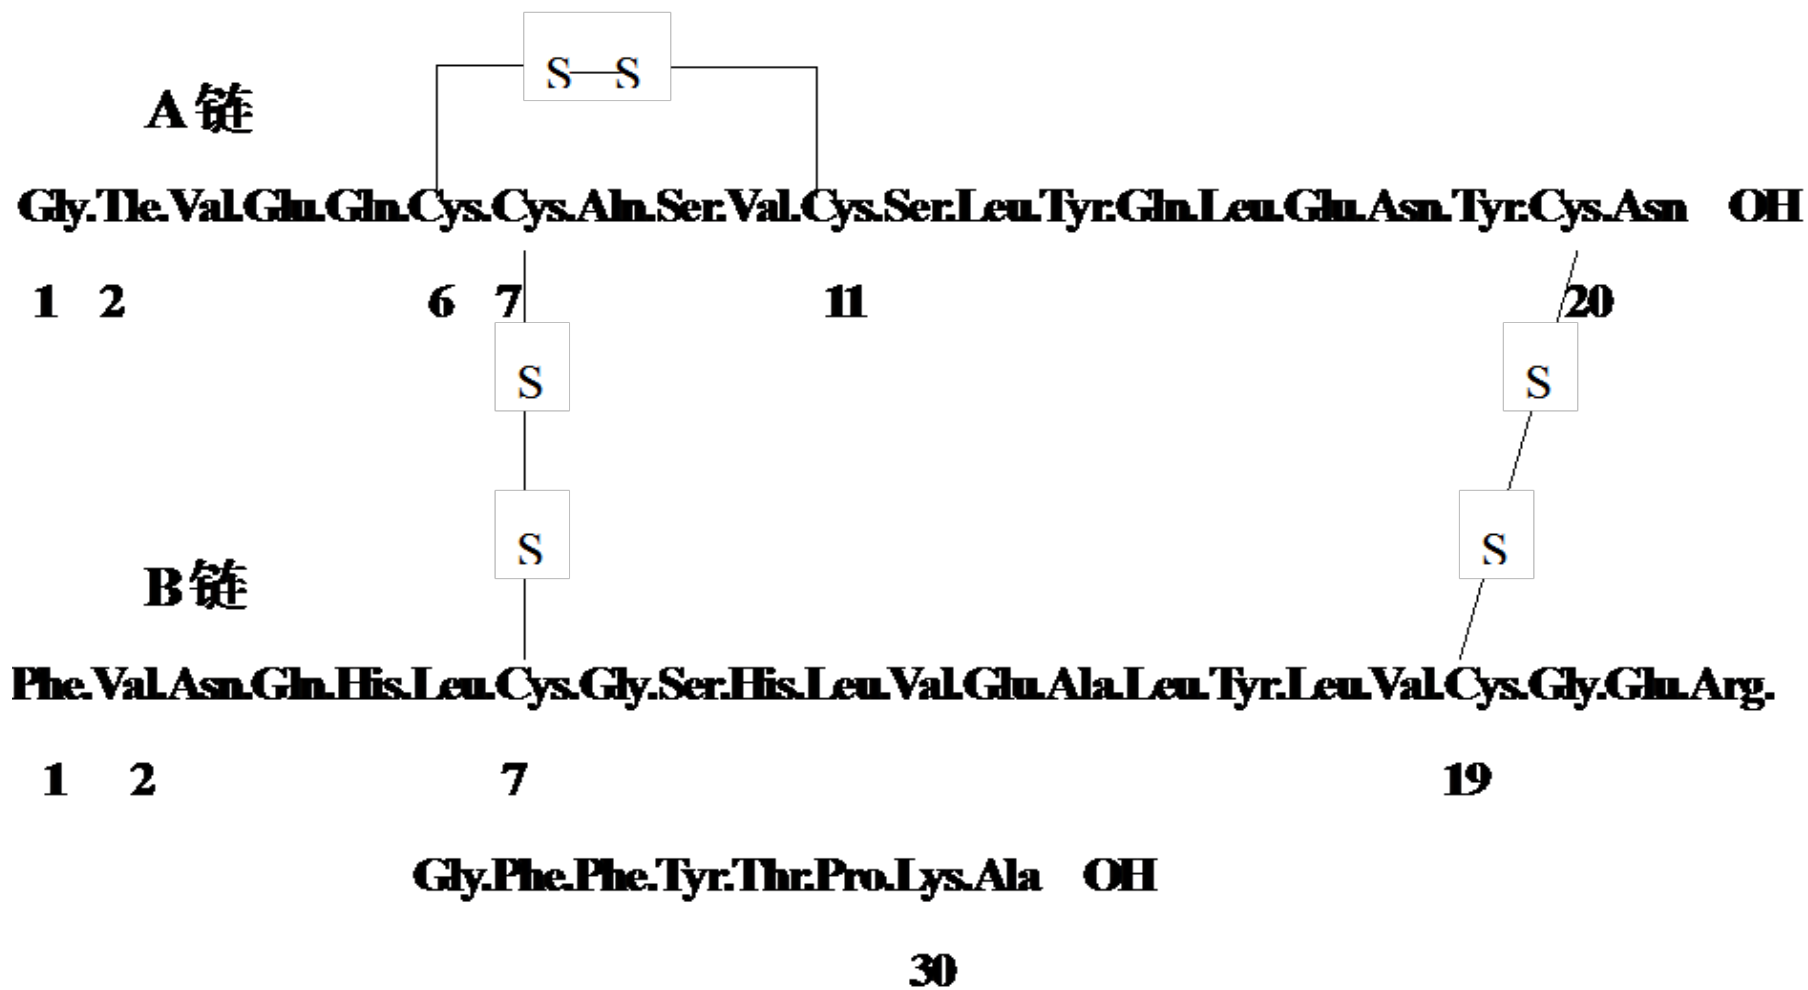 S—S
A 链
Gly.Tle.Val.Glu.Gln.Cys.Cys.Aln.Ser.Val.Cys.Ser.Leu.Tyr.Gln.Leu.Glu.Asn.Tyr.Cys.Asn OH
1 2 6 7 11 20
S S
S S
B 链
Phe.Val.Asn.Gln.His.Leu.Cys.Gly.Ser.His.Leu.Val.Glu.Ala.Leu.Tyr.Leu.Val.Cys.Gly.Glu.Arg.
1 2 7 19
Gly.Phe.Phe.Tyr.Thr.Pro.Lys.Ala OH
30